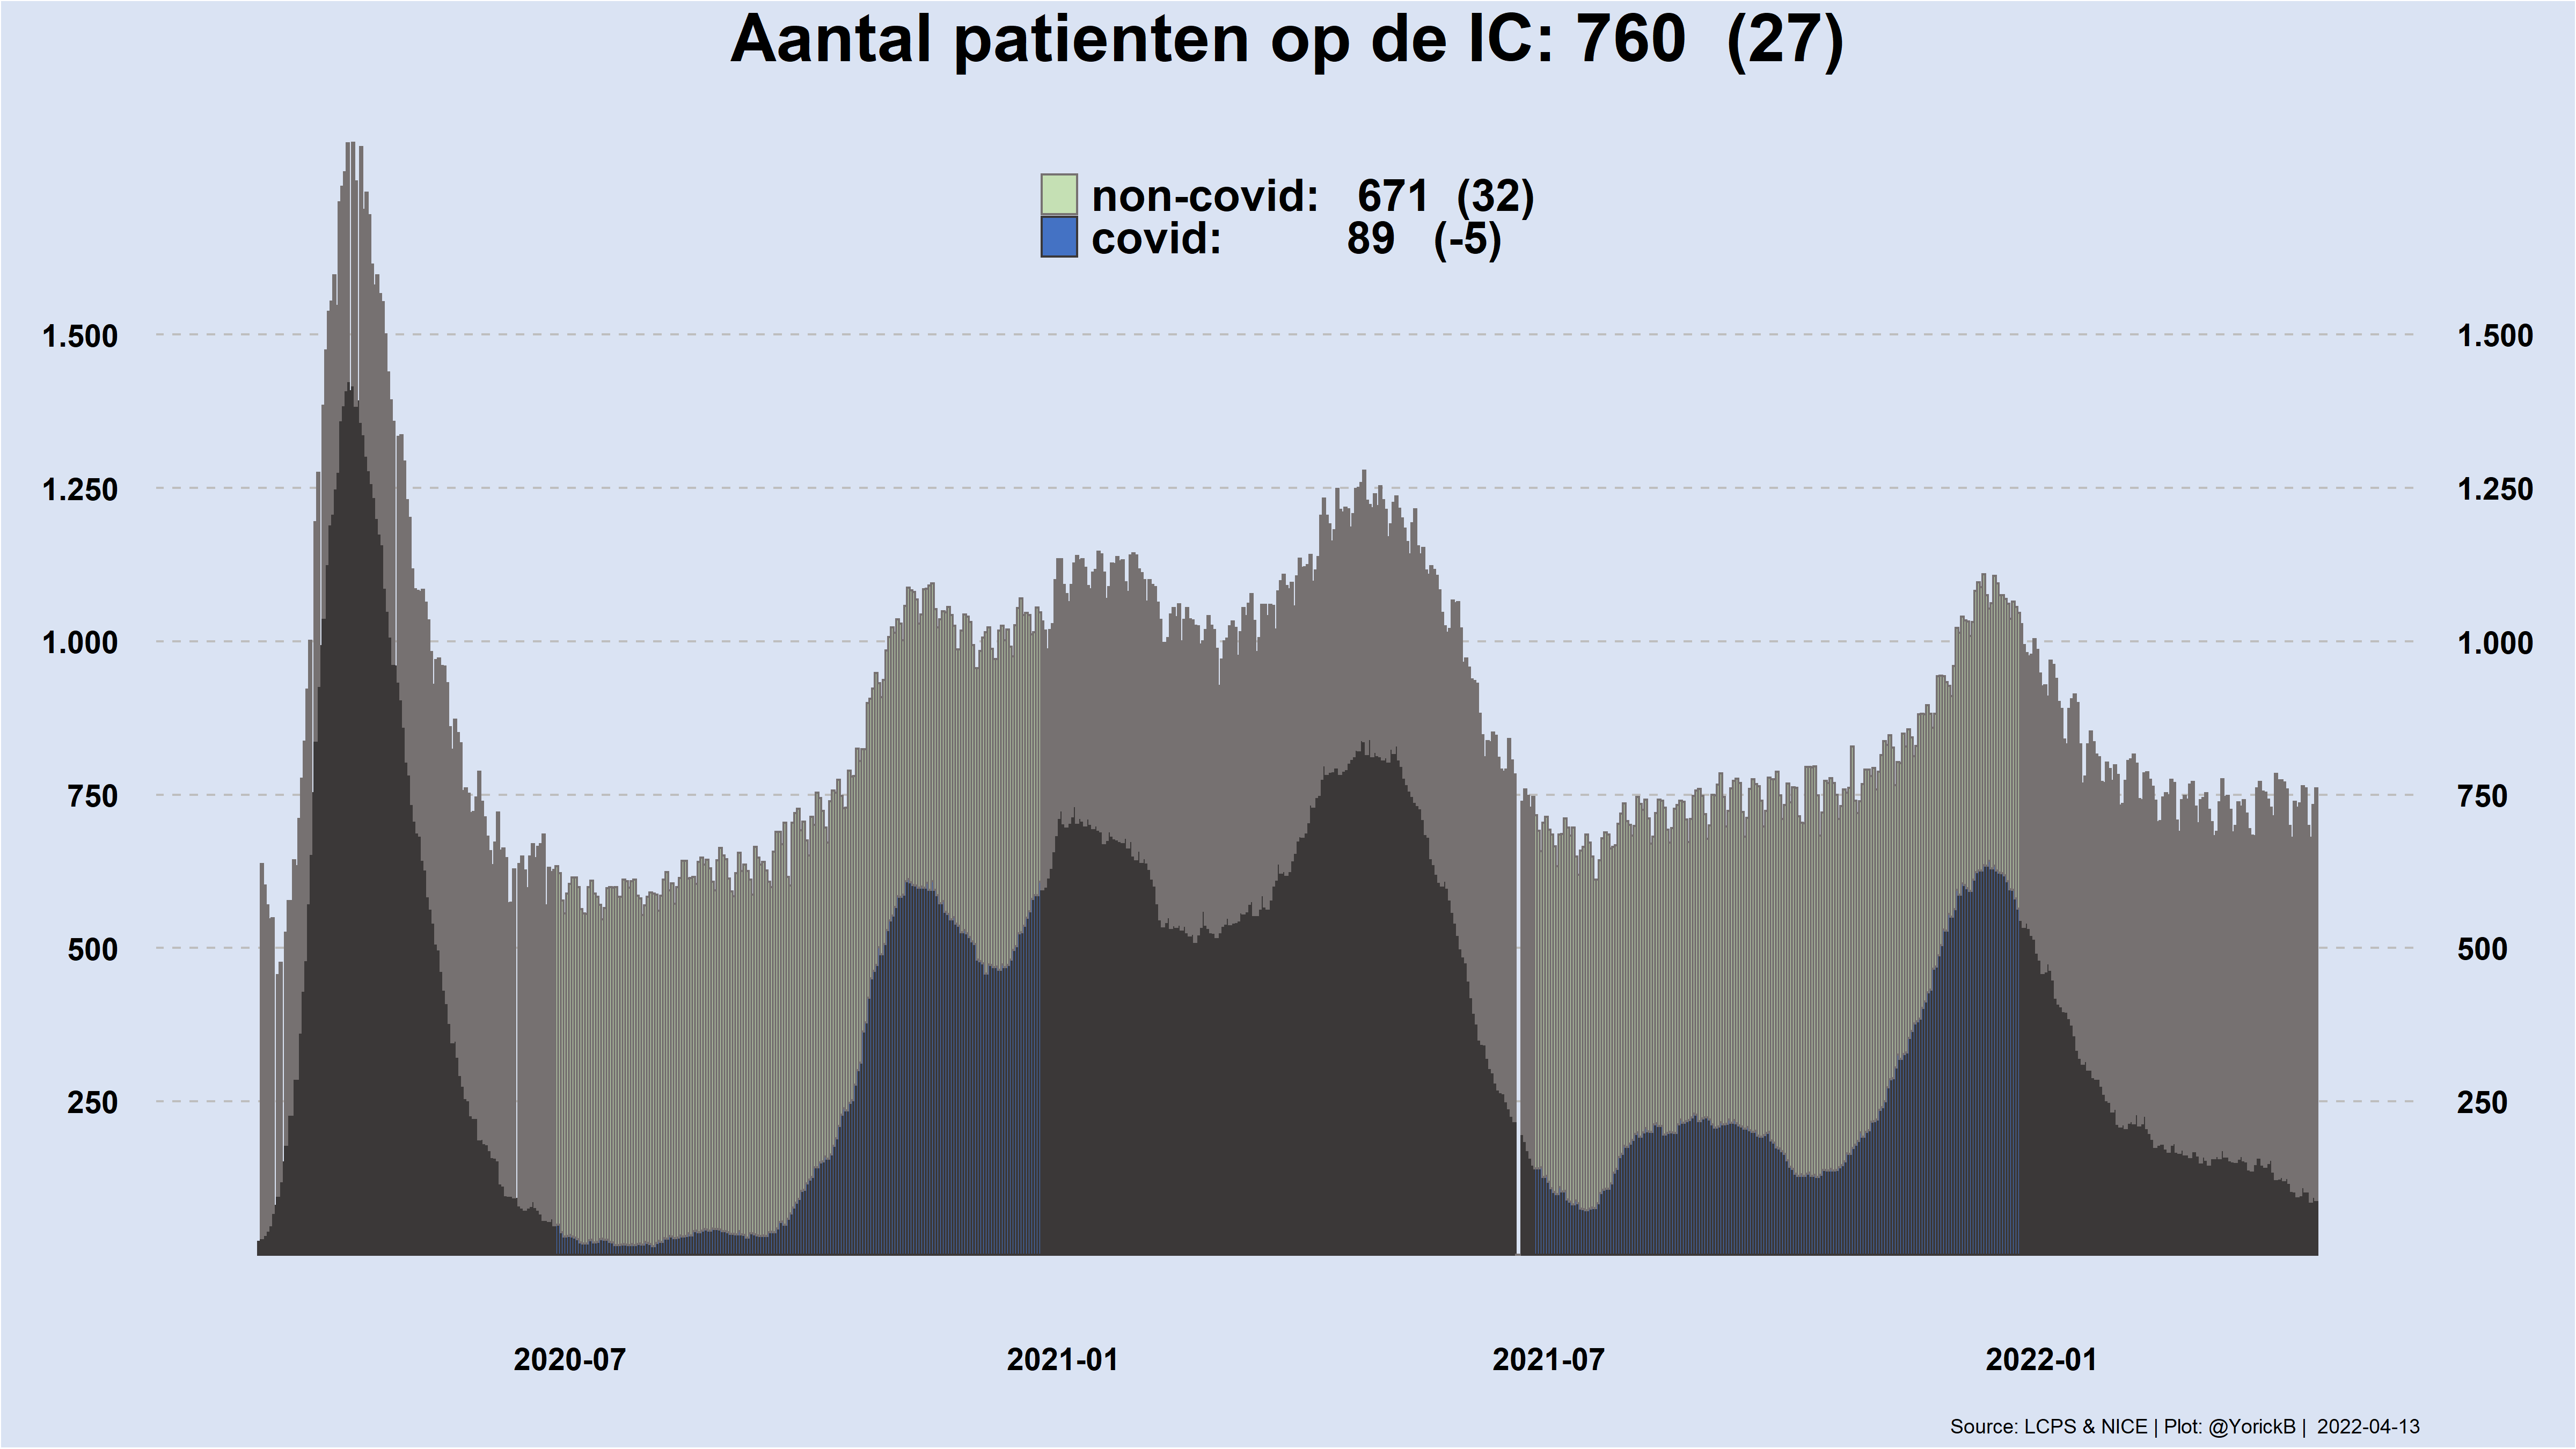 Aantal patienten op de IC: 760 (27)
non-covid: 671 (32)
covid: 89 (-5)
1.500 1.500
1.250 1.250
1.000 1.000
750 750
500 500
250 250
2020-07 2021-01 2021-07 2022-01
Source: LCPS & NICE | Plot: @YorickB | 2022-04-13